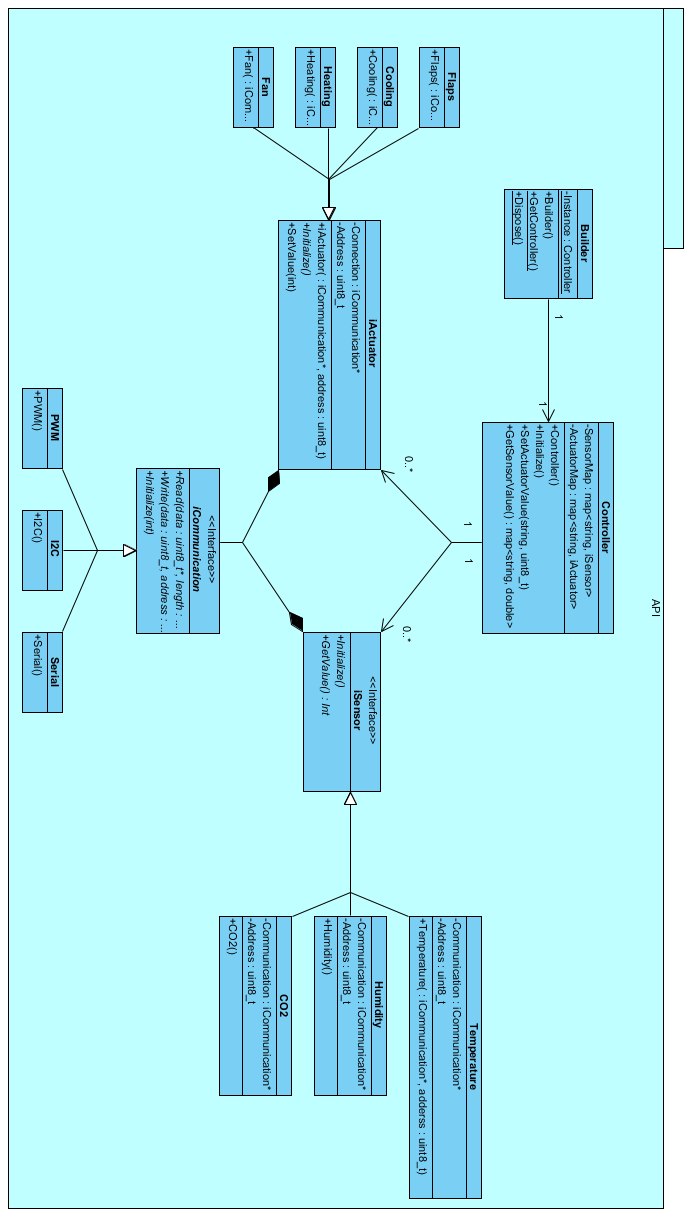 API
Builder
-Instance : Controller
+Builder()
+GetController()
+Dispose()
1
1
Controller
-SensorMap : map<string, iSensor>
-ActuatorMap : map<string, iActuator>
+Controller()
+Initialize()
+SetActuatorValue(string, uint8_t)
+GetSensorValue() : map<string, double>
1
1
0..*
0..*
Flaps
+Flaps( : iCo...
Cooling
+Cooling( : iC...
Heating
+Heating( : iC...
Fan
+Fan( : iCom...
iActuator
-Connection : iCommunication*
-Address : uint8_t
+iActuator( : iCommunication*, address : uint8_t)
+Initialize()
+SetValue(int)
<<Interface>>
iSensor
+Initialize()
+GetValue() : Int
Temperature
-Communication : iCommunication*
-Address : uint8_t
+Temperature( : iCommunication*, adderss : uint8_t)
Humidity
-Communication : iCommunication*
-Address : uint8_t
+Humidity()
CO2
-Communication : iCommunication*
-Address : uint8_t
+CO2()
<<Interface>>
iCommunication
+Read(data : uint8_t*, length : ...
+Write(data : uint8_t, address : ...
+Initialize(int)
PWM
+PWM()
I2C
+I2C()
Serial
+Serial()